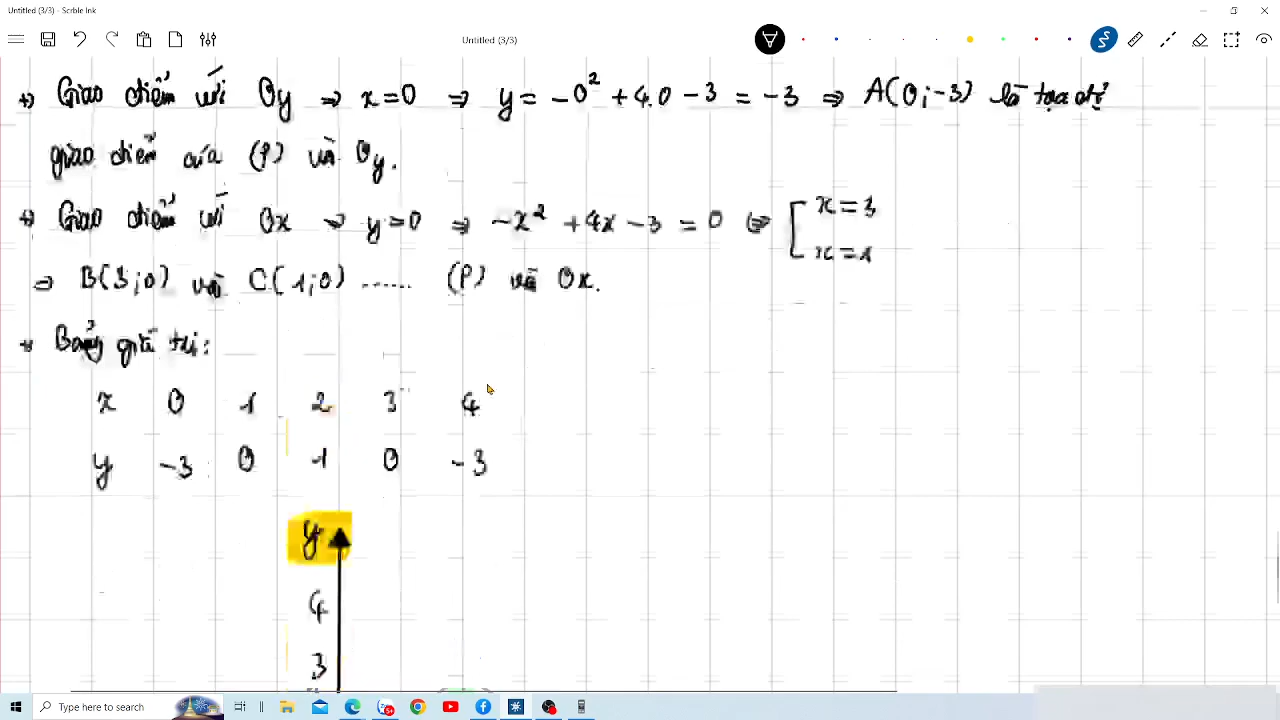 Untitled (3/3) - Scrble Ink
Untitled (3/3)
+) Giao điểm với Oy ⇒ x=0 ⇒ y = -0² + 4.0 - 3 = -3 ⇒ A(0;-3) là tọa độ
giao điểm của (P) và Oy.
+) Giao điểm với Ox ⇒ y=0 ⇒ -x² + 4x - 3 = 0 ⇔ [ x=3
x=1
⇒ B(3;0) và C(1;0) ...... (P) và Ox.
+ Bảng giá trị:
x 0 1 2 3 4
y -3 0 1 0 -3
y
4
3
Type here to search